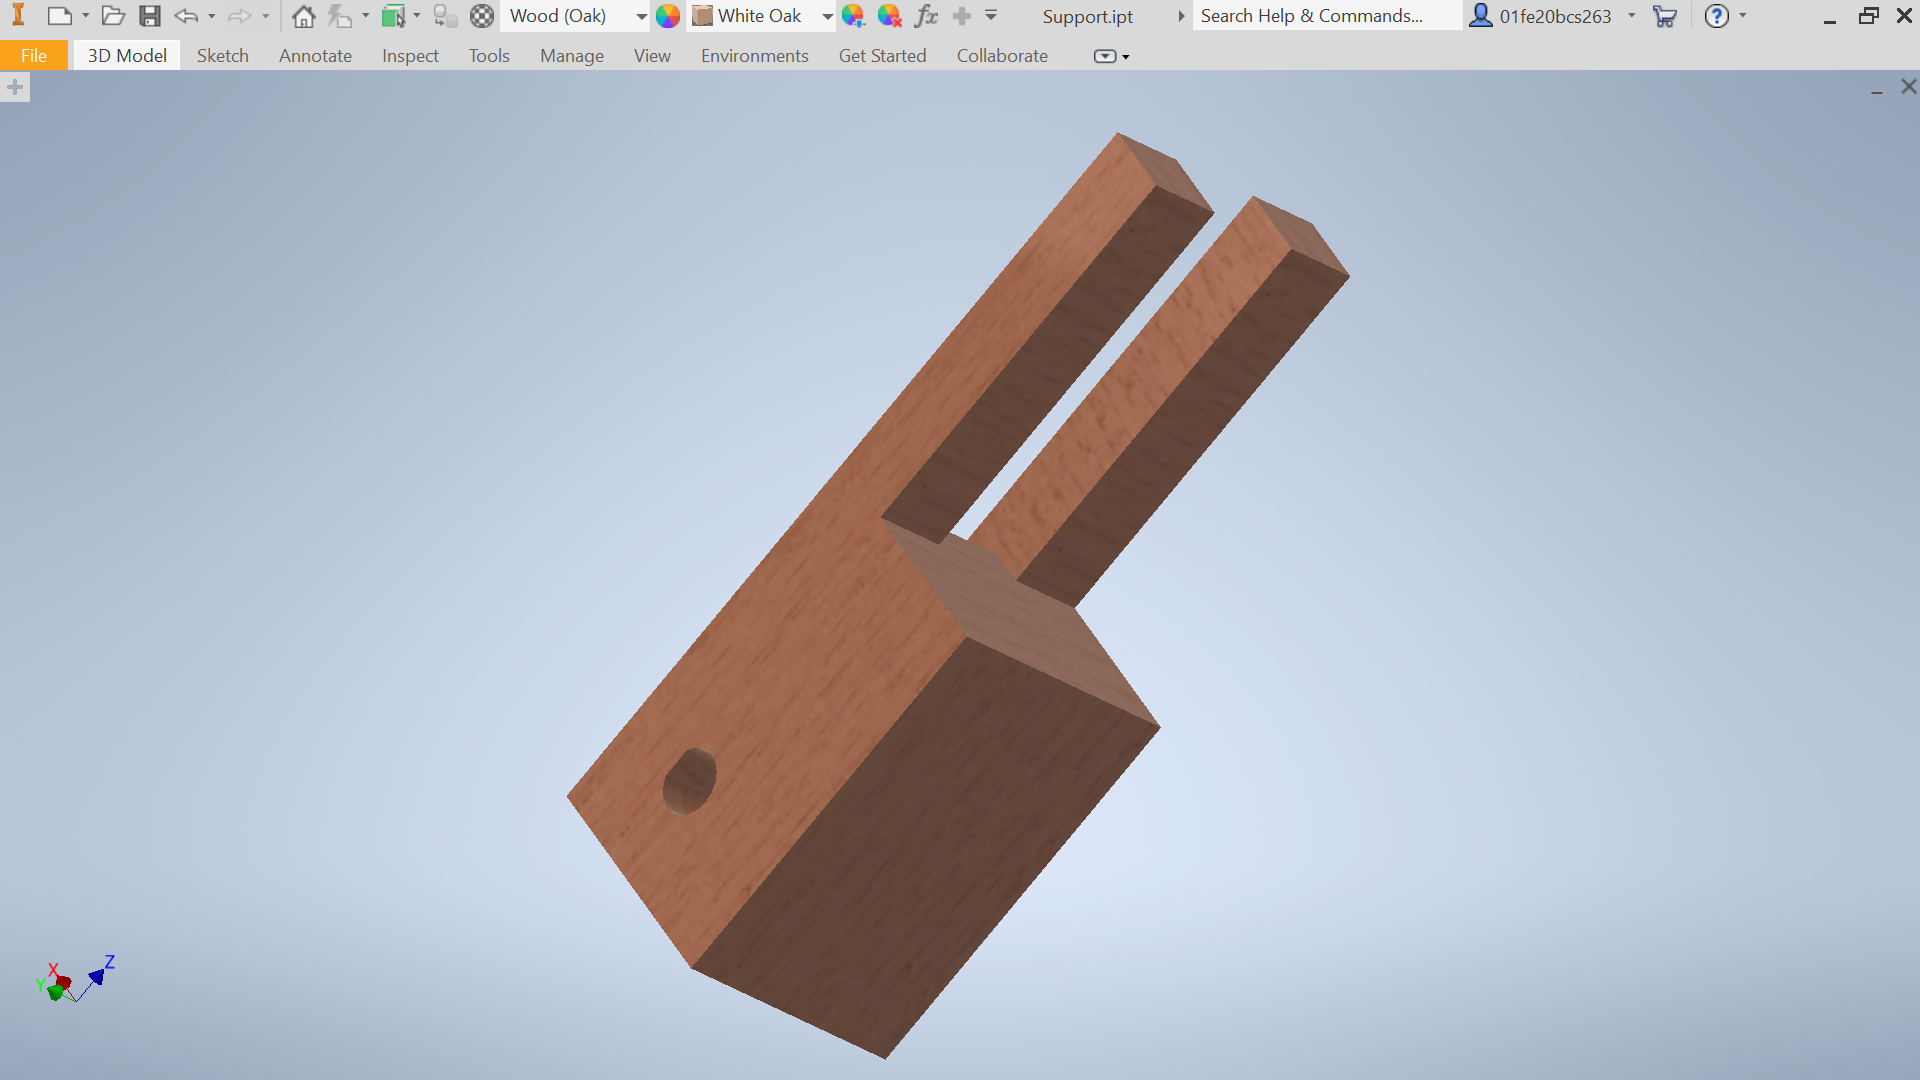 Wood (Oak) White Oak fx Support.ipt Search Help & Commands... 01fe20bcs263 ?
File 3D Model Sketch Annotate Inspect Tools Manage View Environments Get Started Collaborate
X Z
Y